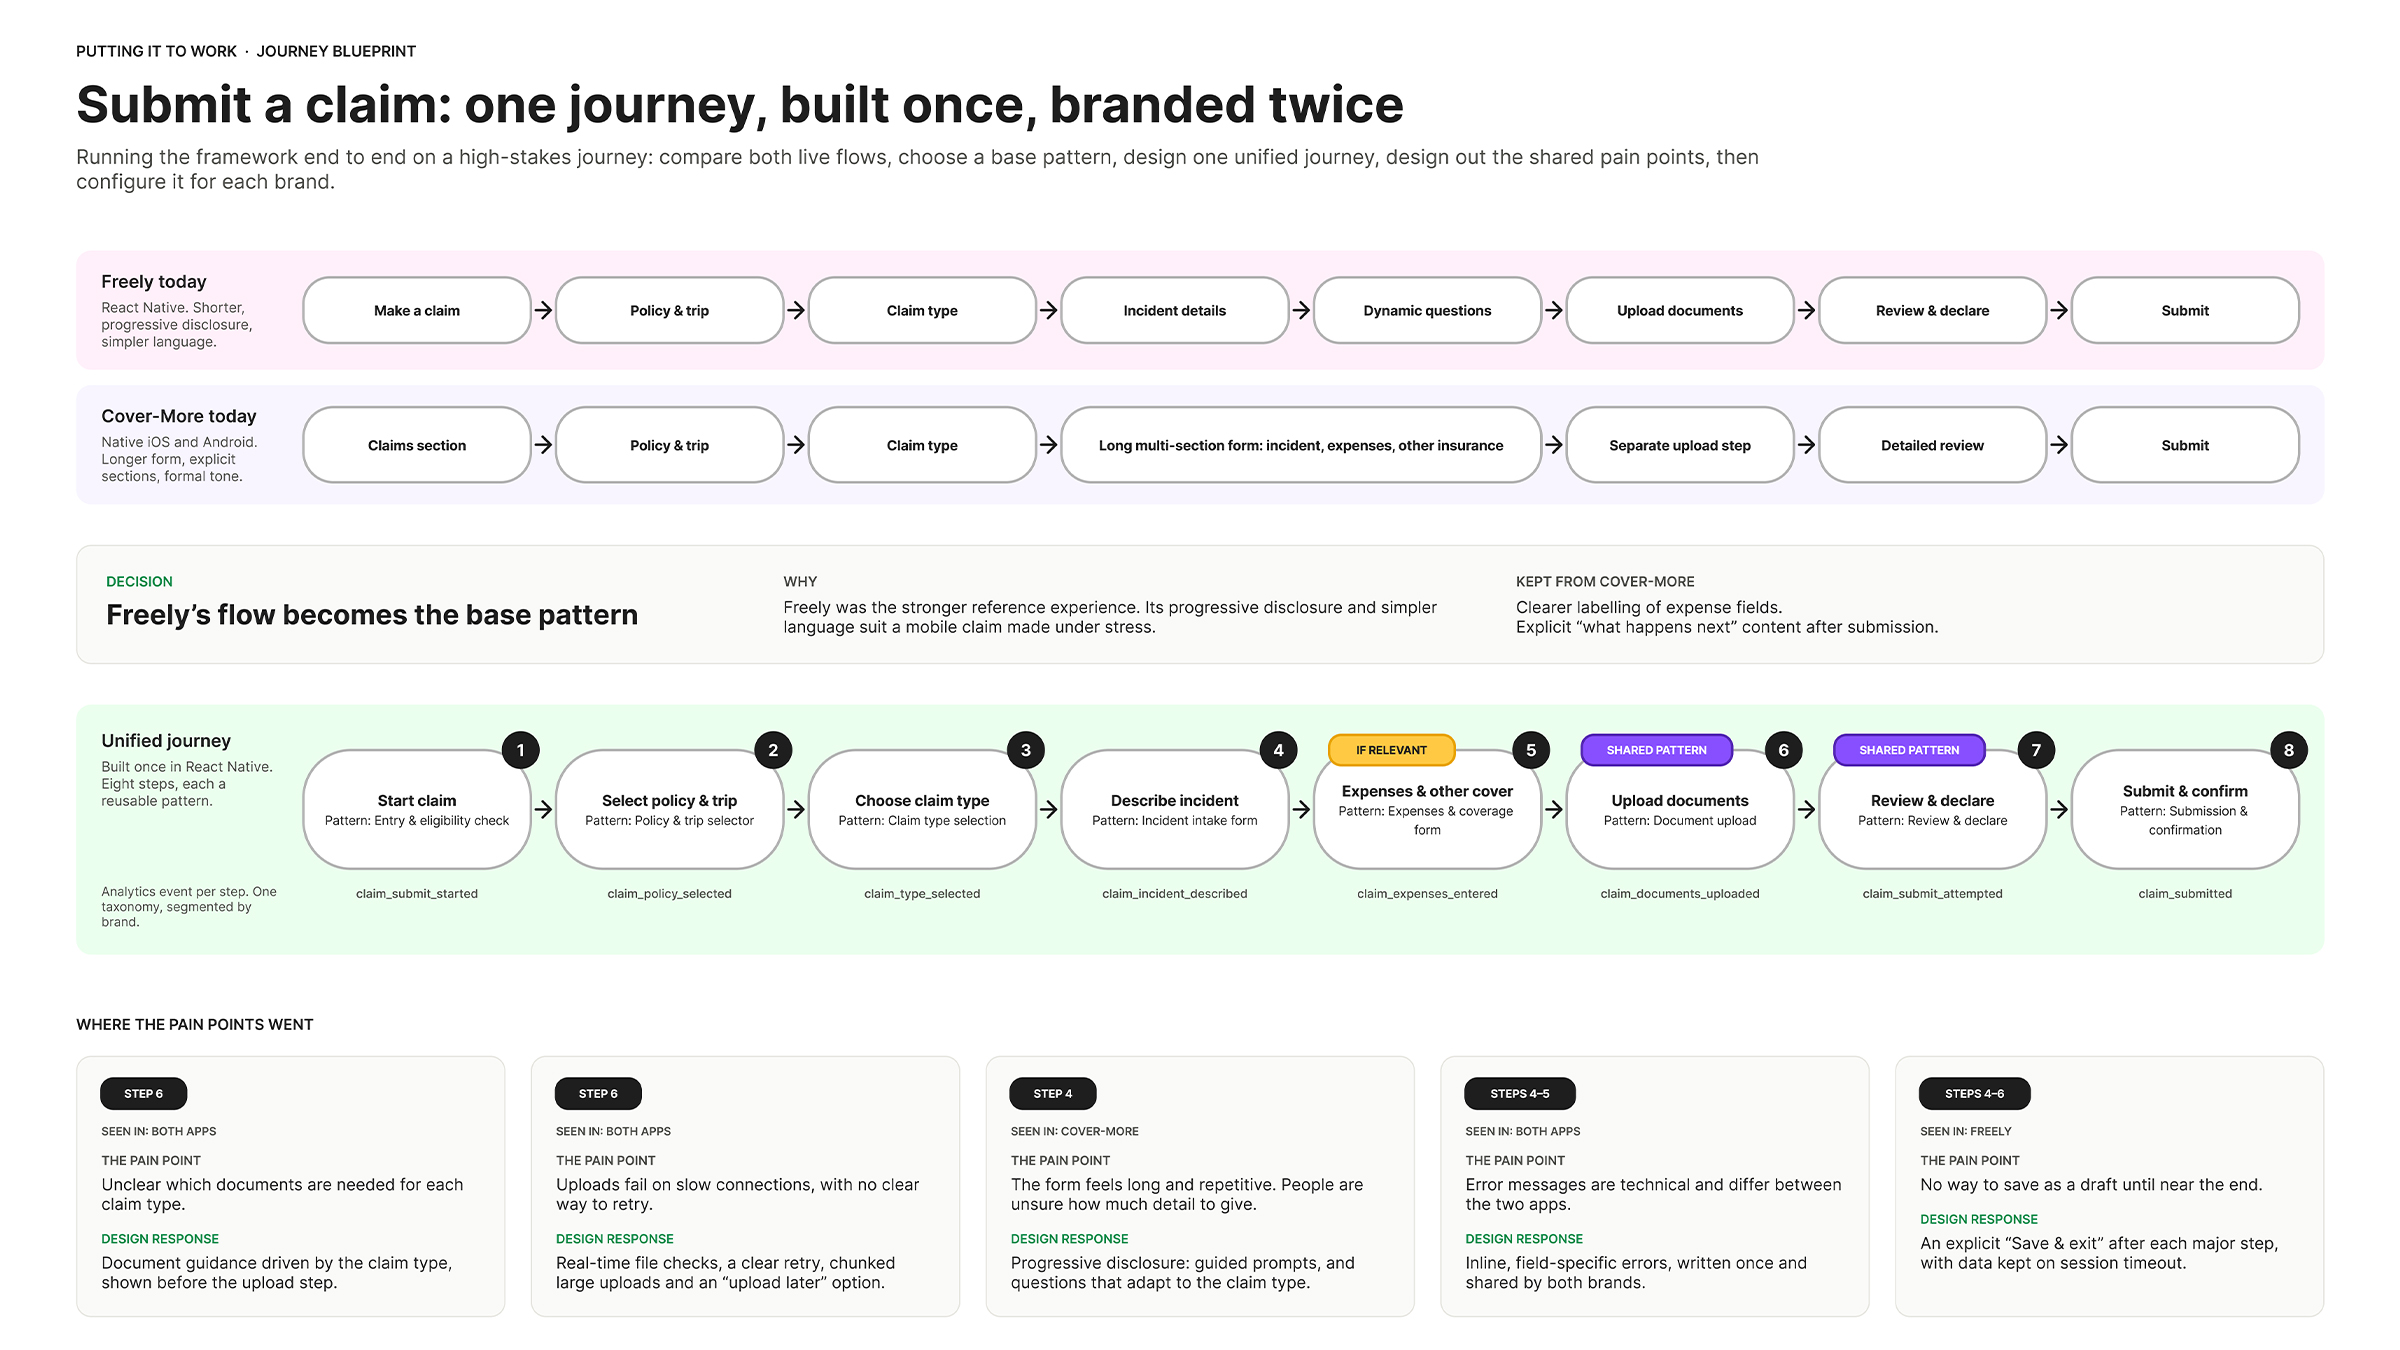 PUTTING IT TO WORK · JOURNEY BLUEPRINT
Submit a claim: one journey, built once, branded twice
Running the framework end to end on a high-stakes journey: compare both live flows, choose a base pattern, design one unified journey, design out the shared pain points, then
configure it for each brand.
Freely today
React Native. Shorter,
progressive disclosure,
simpler language.
Make a claim
Policy & trip
Claim type
Incident details
Dynamic questions
Upload documents
Review & declare
Submit
Cover-More today
Native iOS and Android.
Longer form, explicit
sections, formal tone.
Claims section
Policy & trip
Claim type
Long multi-section form: incident, expenses, other insurance
Separate upload step
Detailed review
Submit
DECISION
Freely’s flow becomes the base pattern
WHY
Freely was the stronger reference experience. Its progressive disclosure and simpler
language suit a mobile claim made under stress.
KEPT FROM COVER-MORE
Clearer labelling of expense fields.
Explicit “what happens next” content after submission.
Unified journey
Built once in React Native.
Eight steps, each a
reusable pattern.
1
Start claim
Pattern: Entry & eligibility check
2
Select policy & trip
Pattern: Policy & trip selector
3
Choose claim type
Pattern: Claim type selection
4
Describe incident
Pattern: Incident intake form
IF RELEVANT
5
Expenses & other cover
Pattern: Expenses & coverage
form
SHARED PATTERN
6
Upload documents
Pattern: Document upload
SHARED PATTERN
7
Review & declare
Pattern: Review & declare
8
Submit & confirm
Pattern: Submission &
confirmation
Analytics event per step. One
taxonomy, segmented by
brand.
claim_submit_started
claim_policy_selected
claim_type_selected
claim_incident_described
claim_expenses_entered
claim_documents_uploaded
claim_submit_attempted
claim_submitted
WHERE THE PAIN POINTS WENT
STEP 6
SEEN IN: BOTH APPS
THE PAIN POINT
Unclear which documents are needed for each
claim type.
DESIGN RESPONSE
Document guidance driven by the claim type,
shown before the upload step.
STEP 6
SEEN IN: BOTH APPS
THE PAIN POINT
Uploads fail on slow connections, with no clear
way to retry.
DESIGN RESPONSE
Real-time file checks, a clear retry, chunked
large uploads and an “upload later” option.
STEP 4
SEEN IN: COVER-MORE
THE PAIN POINT
The form feels long and repetitive. People are
unsure how much detail to give.
DESIGN RESPONSE
Progressive disclosure: guided prompts, and
questions that adapt to the claim type.
STEPS 4–5
SEEN IN: BOTH APPS
THE PAIN POINT
Error messages are technical and differ between
the two apps.
DESIGN RESPONSE
Inline, field-specific errors, written once and
shared by both brands.
STEPS 4–6
SEEN IN: FREELY
THE PAIN POINT
No way to save as a draft until near the end.
DESIGN RESPONSE
An explicit “Save & exit” after each major step,
with data kept on session timeout.